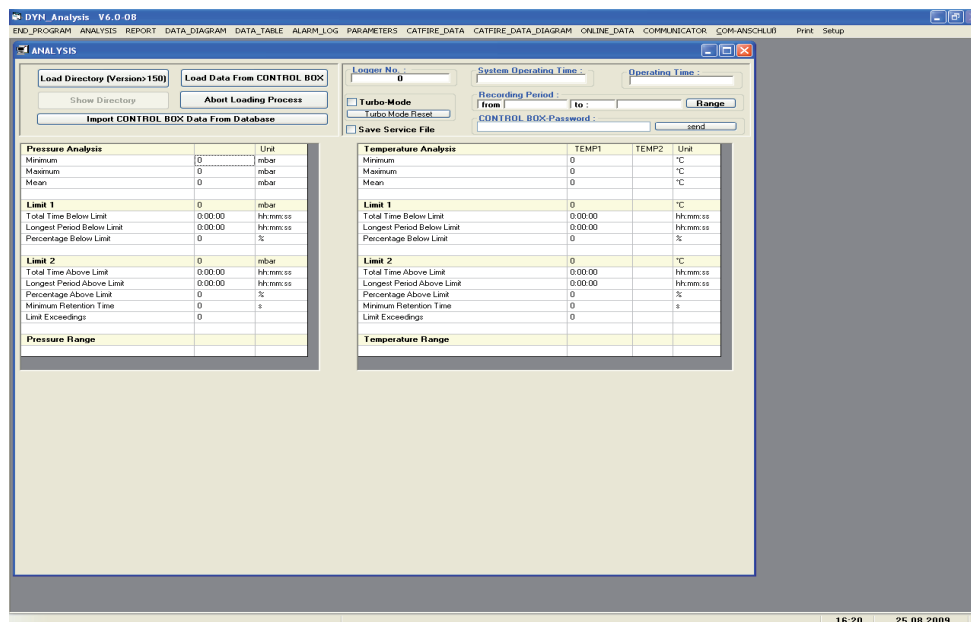 DYN_Analysis V6.0-08
END_PROGRAM ANALYSIS REPORT DATA_DIAGRAM DATA_TABLE ALARM_LOG PARAMETERS CATFIRE_DATA CATFIRE_DATA_DIAGRAM ONLINE_DATA COMMUNICATOR COM-ANSCHLUß Print Setup
ANALYSIS
Load Directory (Version>150) Load Data From CONTROL BOX
Show Directory Abort Loading Process
Import CONTROL BOX Data From Database
Logger No. : System Operating Time : Operating Time :
0
Turbo-Mode
Turbo Mode Reset
Save Service File
Recording Period :
from to : Range
CONTROL BOX-Password :
send
Pressure Analysis Unit
Minimum 0 mbar
Maximum 0 mbar
Mean 0 mbar
Limit 1 0 mbar
Total Time Below Limit 0:00:00 hh:mm:ss
Longest Period Below Limit 0:00:00 hh:mm:ss
Percentage Below Limit 0 %
Limit 2 0 mbar
Total Time Above Limit 0:00:00 hh:mm:ss
Longest Period Above Limit 0:00:00 hh:mm:ss
Percentage Above Limit 0 %
Minimum Retention Time 0 s
Limit Exceedings 0
Pressure Range
Temperature Analysis TEMP1 TEMP2 Unit
Minimum 0 °C
Maximum 0 °C
Mean 0 °C
Limit 1 0 °C
Total Time Below Limit 0:00:00 hh:mm:ss
Longest Period Below Limit 0:00:00 hh:mm:ss
Percentage Below Limit 0 %
Limit 2 0 °C
Total Time Above Limit 0:00:00 hh:mm:ss
Longest Period Above Limit 0:00:00 hh:mm:ss
Percentage Above Limit 0 %
Minimum Retention Time 0 s
Limit Exceedings 0
Temperature Range
16:20 25.08.2009